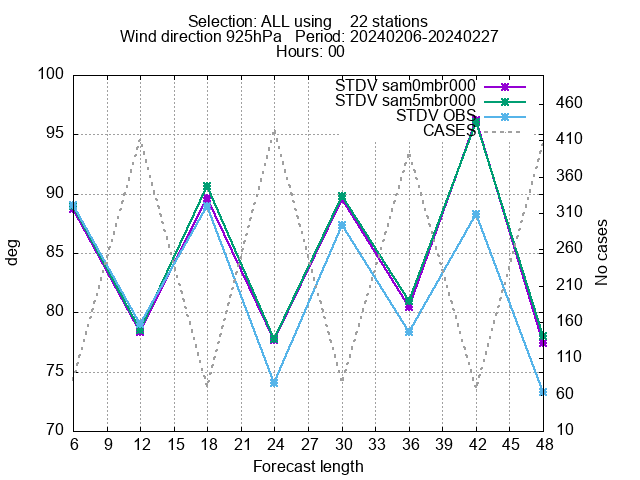 Selection: ALL using    22 stations
Wind direction 925hPa   Period: 20240206-20240227
Hours: 00
STDV sam0mbr000
STDV sam5mbr000
STDV OBS
CASES
100
95
90
85
80
75
70
deg
460
410
360
310
260
210
160
110
60
10
No cases
6 9 12 15 18 21 24 27 30 33 36 39 42 45 48
Forecast length